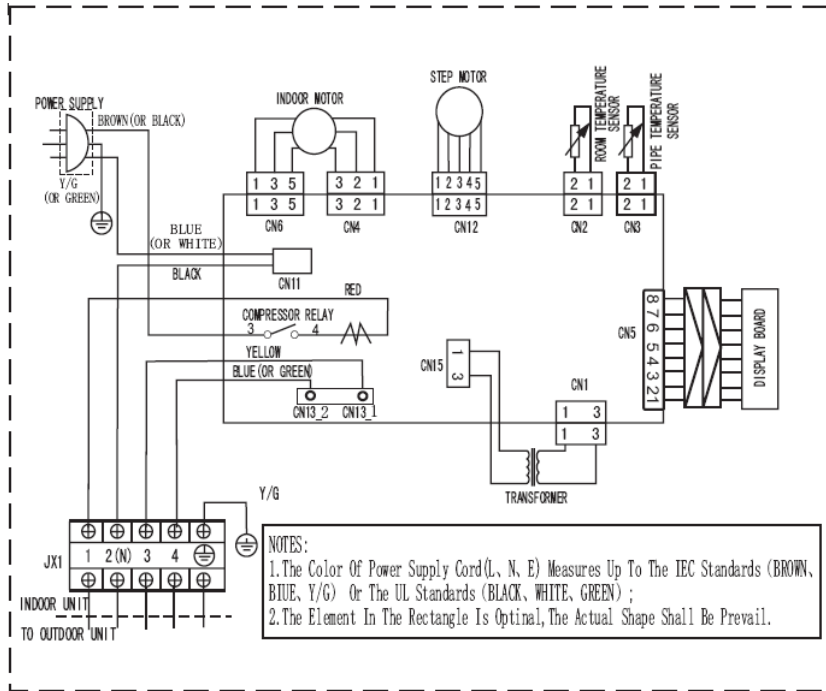 POWER SUPPLY
BROWN(OR BLACK)
Y/G
(OR GREEN)
INDOOR MOTOR
STEP MOTOR
ROOM TEMPERATURE
SENSOR
PIPE TEMPERATURE
SENSOR
1 3 5
1 3 5
CN6
3 2 1
3 2 1
CN4
1 2 3 4 5
1 2 3 4 5
CN12
2 1
2 1
CN2
2 1
2 1
CN3
BLUE
(OR WHITE)
BLACK
CN11
RED
COMPRESSOR RELAY
3 4
YELLOW
BLUE(OR GREEN)
CN13_2 CN13_1
CN15
1
3
CN1
1 3
1 3
TRANSFORMER
CN5
8 7 6 5 4 3 2 1
DISPLAY BOARD
Y/G
JX1
1 2(N) 3 4
INDOOR UNIT
TO OUTDOOR UNIT
NOTES:
1.The Color Of Power Supply Cord(L、N、E) Measures Up To The IEC Standards (BROWN、
BIUE、Y/G) Or The UL Standards (BLACK、WHITE、GREEN) ;
2.The Element In The Rectangle Is Optinal,The Actual Shape Shall Be Prevail.